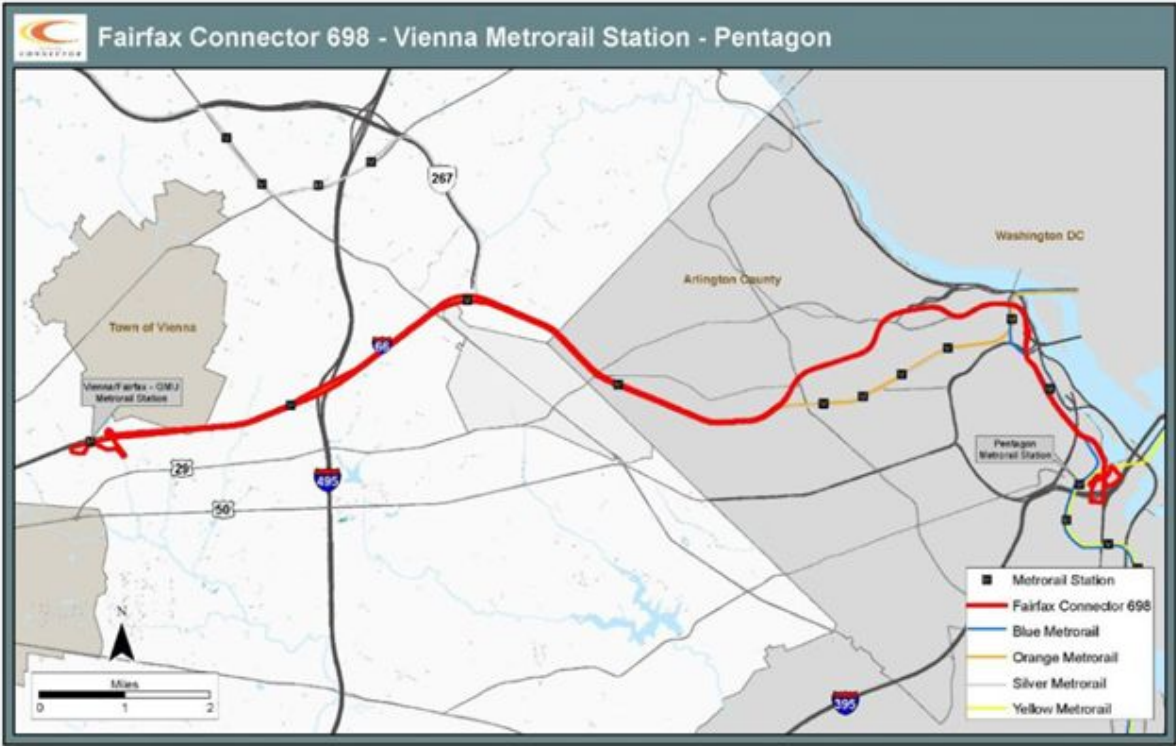 CONNECTOR
Fairfax Connector 698 - Vienna Metrorail Station - Pentagon
267
Washington DC
Arlington County
Town of Vienna
66
Vienna/Fairfax - GMU
Metrorail Station
29
Pentagon
Metrorail Station
495
50
N
Miles
0 1 2
395
Metrorail Station
Fairfax Connector 698
Blue Metrorail
Orange Metrorail
Silver Metrorail
Yellow Metrorail